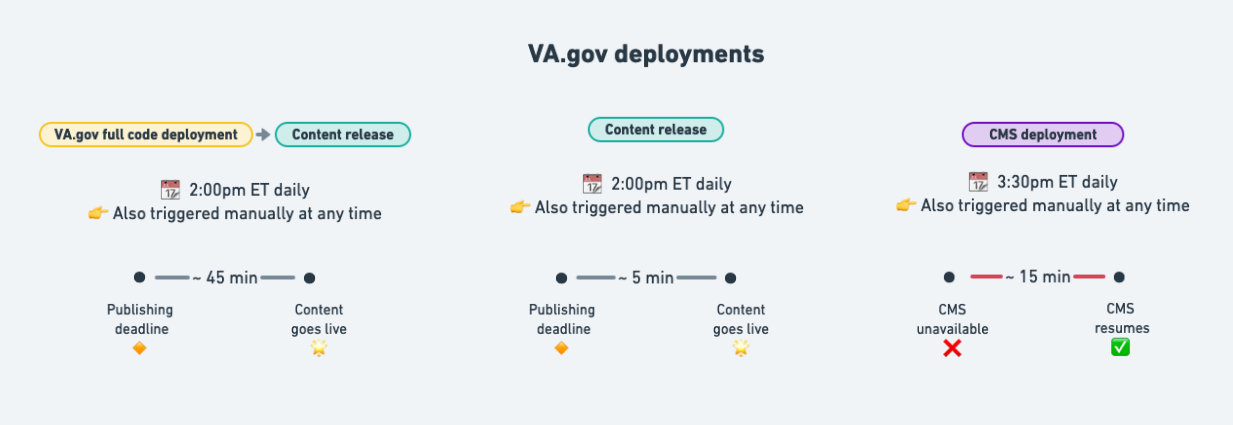 VA.gov deployments
VA.gov full code deployment
Content release
2:00pm ET daily
Also triggered manually at any time
~ 45 min
Publishing
deadline
Content
goes live
Content release
2:00pm ET daily
Also triggered manually at any time
~ 5 min
Publishing
deadline
Content
goes live
CMS deployment
3:30pm ET daily
Also triggered manually at any time
~ 15 min
CMS
unavailable
CMS
resumes